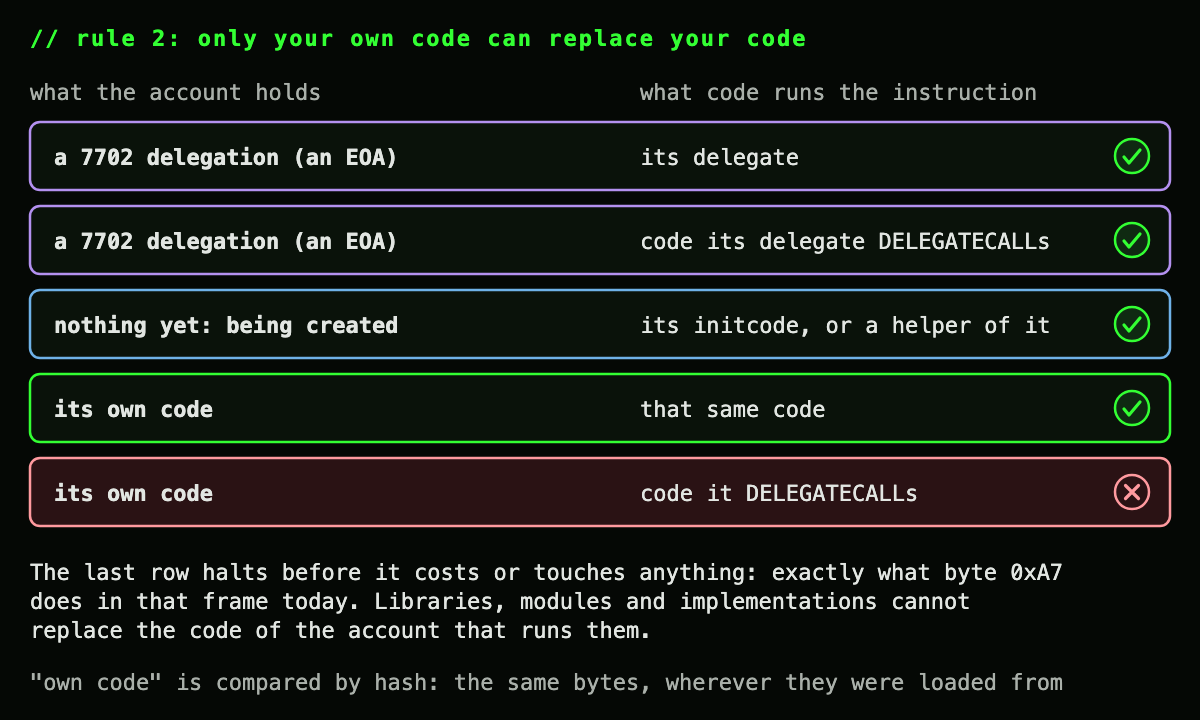 // rule 2: only your own code can replace your code
what the account holds
what code runs the instruction
a 7702 delegation (an EOA)
its delegate
a 7702 delegation (an EOA)
code its delegate DELEGATECALLs
nothing yet: being created
its initcode, or a helper of it
its own code
that same code
its own code
code it DELEGATECALLs
The last row halts before it costs or touches anything: exactly what byte 0xA7
does in that frame today. Libraries, modules and implementations cannot
replace the code of the account that runs them.
"own code" is compared by hash: the same bytes, wherever they were loaded from